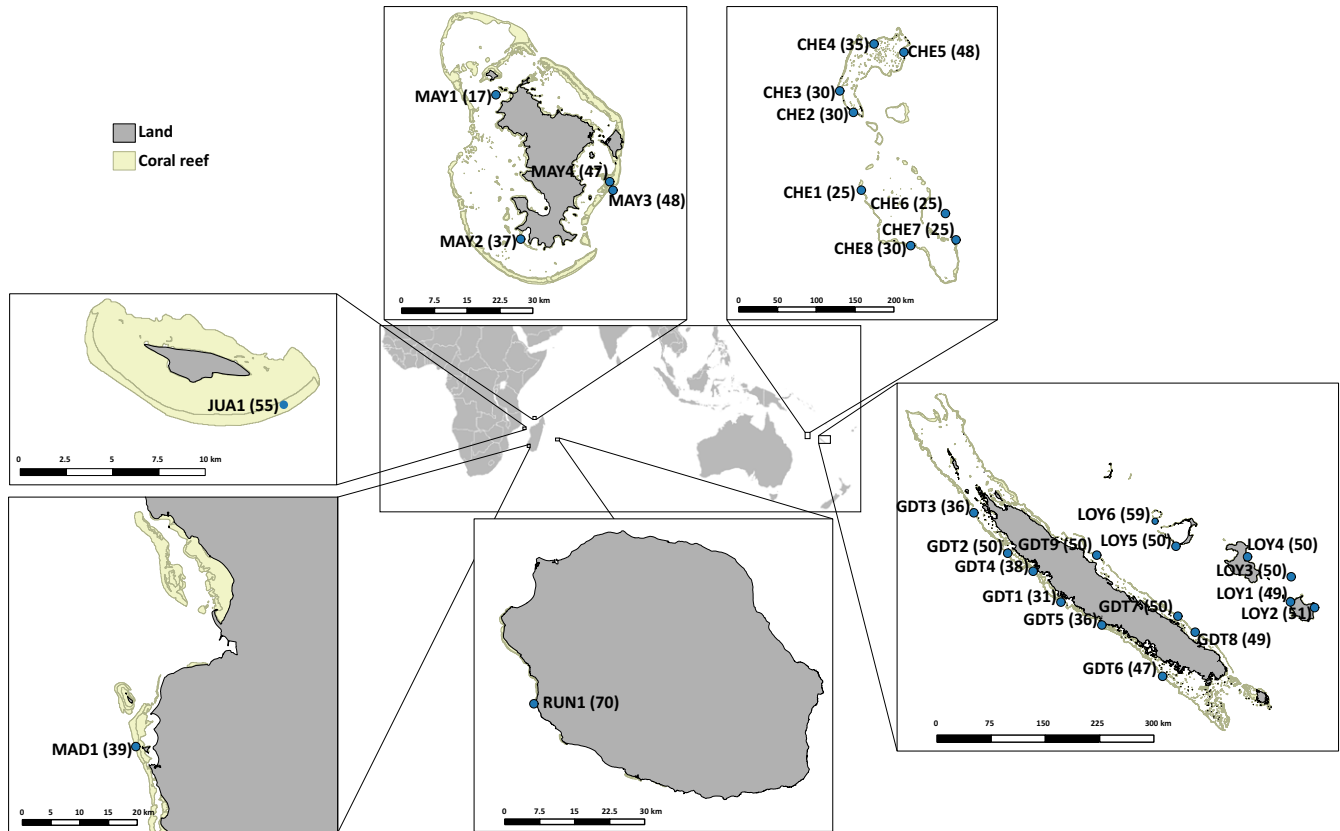 Land
Coral reef
MAY1 (17)
MAY4 (47)
MAY3 (48)
MAY2 (37)
0 7.5 15 22.5 30 km
CHE4 (35)
CHE5 (48)
CHE3 (30)
CHE2 (30)
CHE1 (25)
CHE6 (25)
CHE7 (25)
CHE8 (30)
0 50 100 150 200 km
JUA1 (55)
0 2.5 5 7.5 10 km
GDT3 (36)
LOY6 (59)
GDT2 (50)
GDT9 (50)
LOY5 (50)
LOY4 (50)
GDT4 (38)
LOY3 (50)
GDT1 (31)
GDT7 (50)
LOY1 (49)
LOY2 (51)
GDT5 (36)
GDT8 (49)
GDT6 (47)
0 75 150 225 300 km
MAD1 (39)
0 5 10 15 20 km
RUN1 (70)
0 7.5 15 22.5 30 km